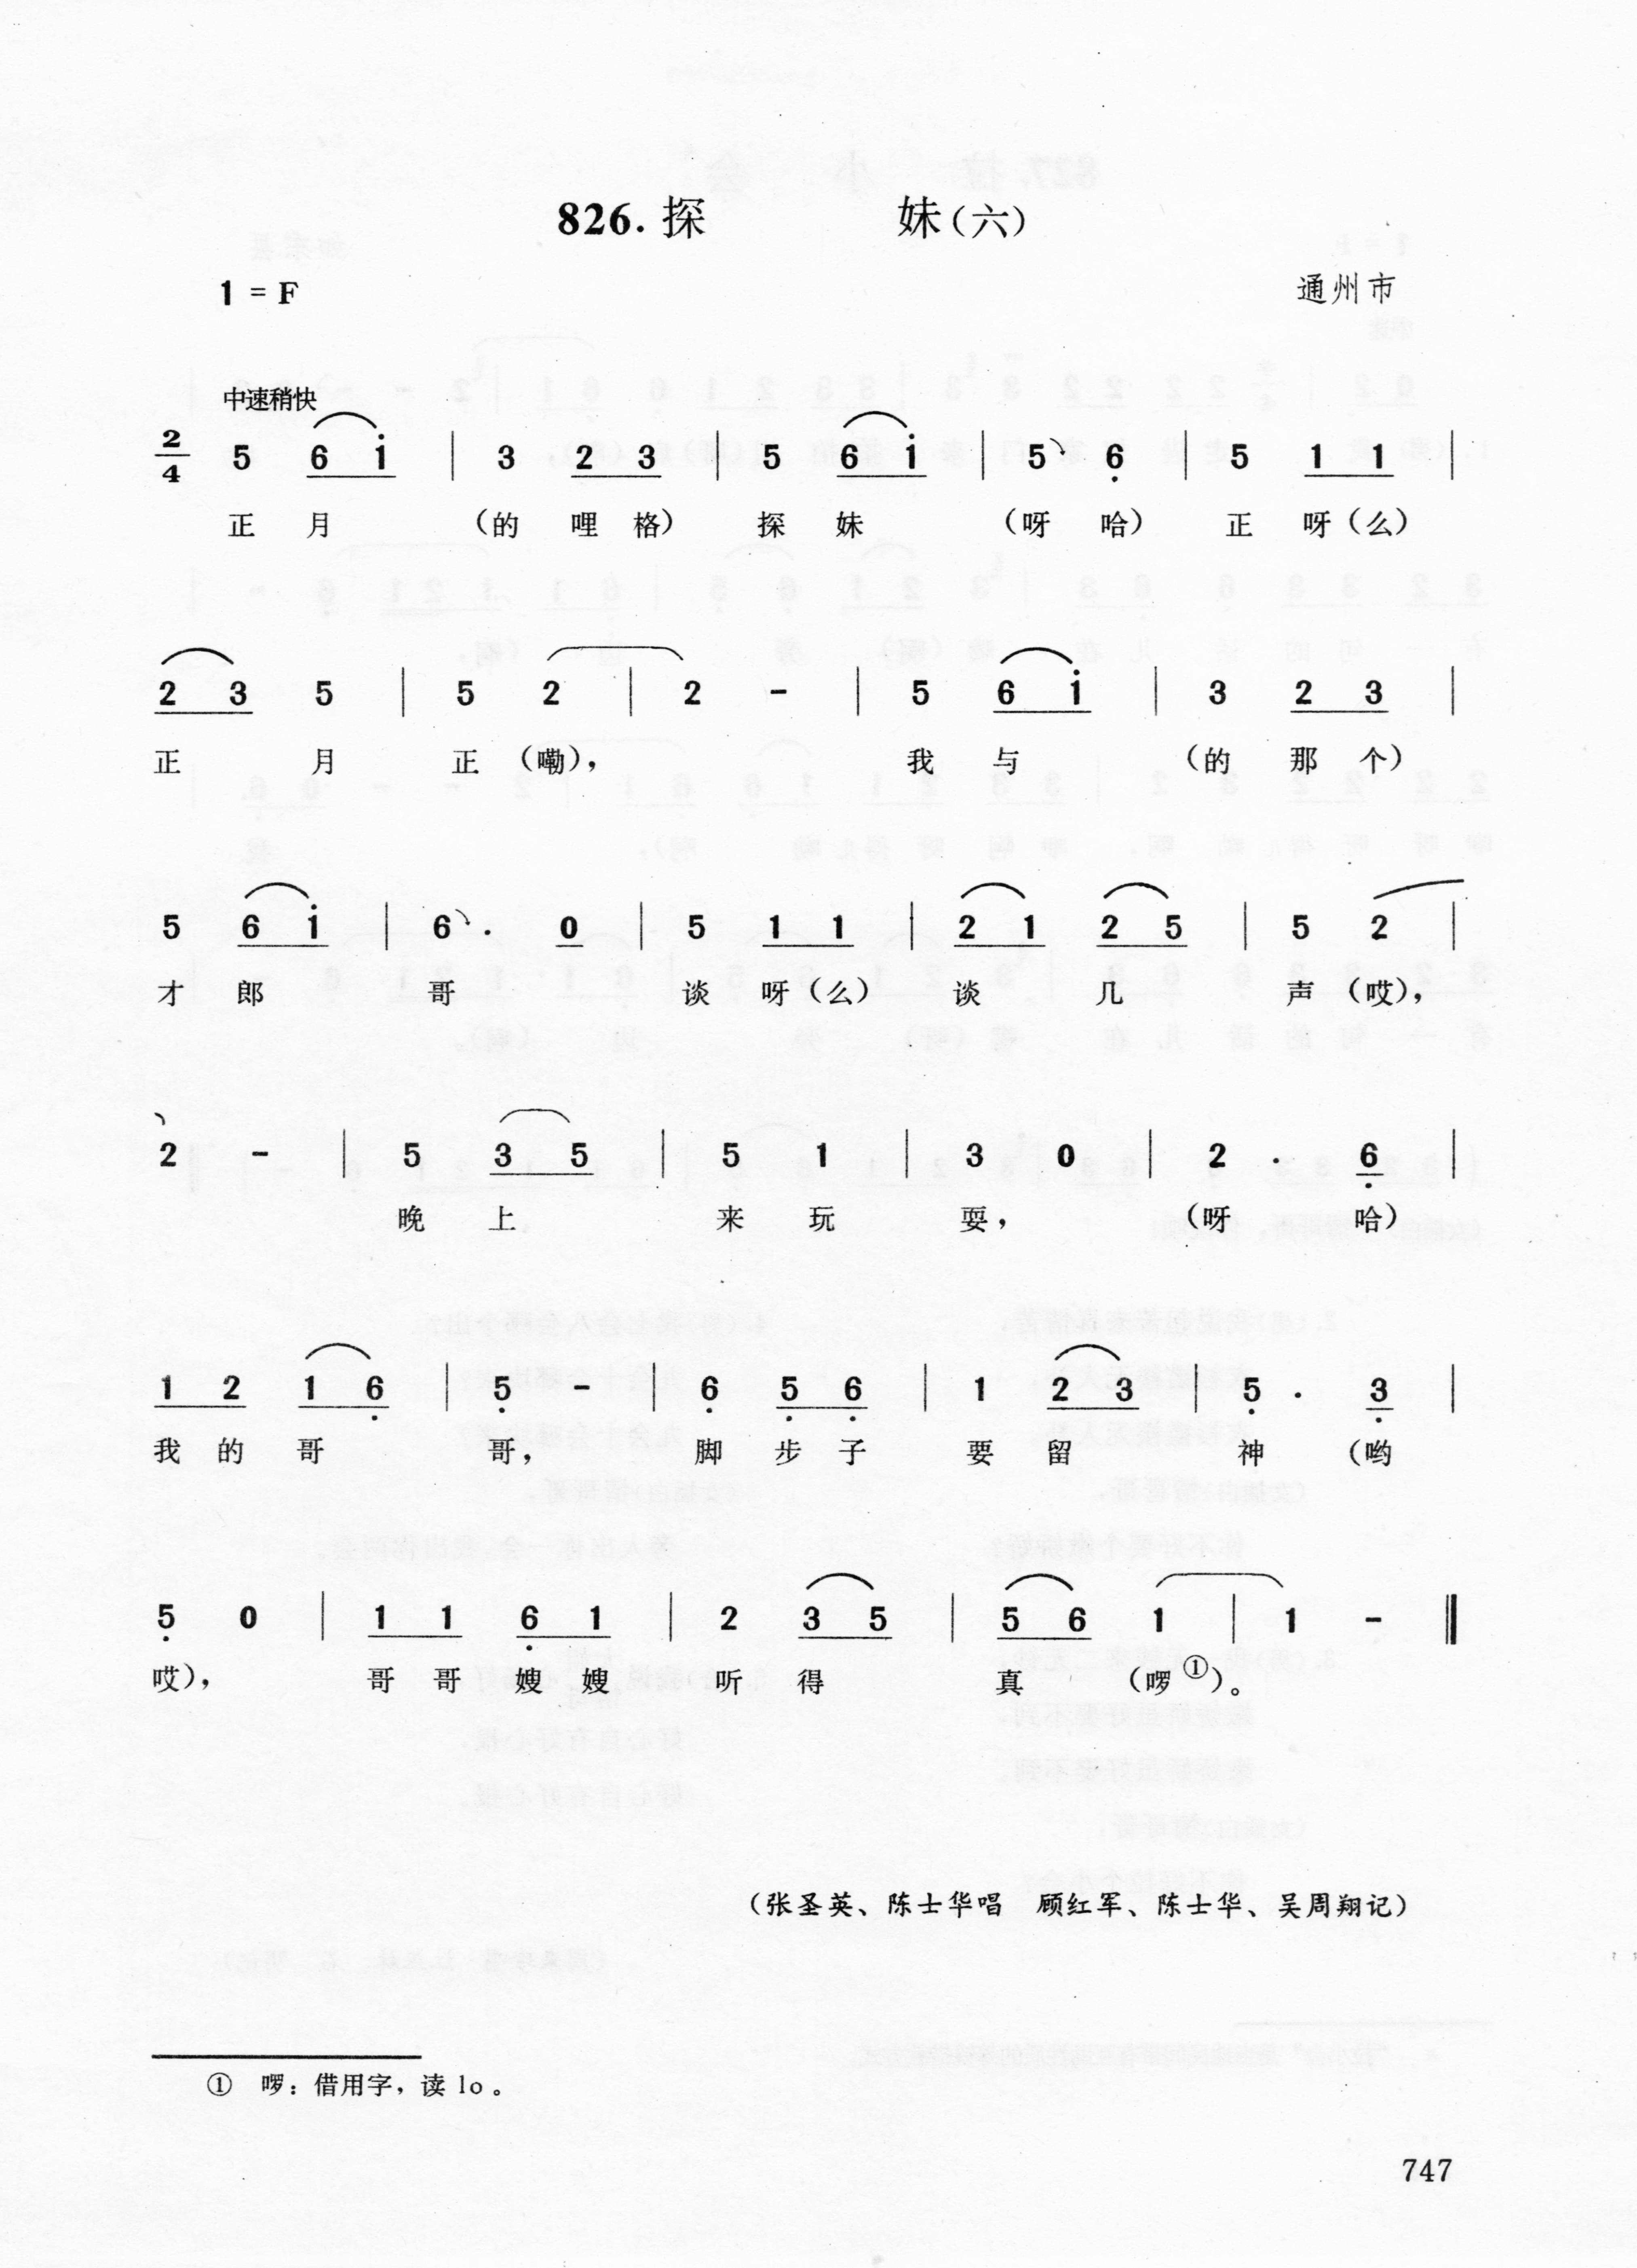 826. 探 妹（六）
1 = F 通州市
中速稍快
2/4 5 6 i | 3 2 3 | 5 6 i | 5 6̣ | 5 1 1 |
正 月 （的 哩 格） 探 妹 （呀 哈） 正 呀（么）
2 3 5 | 5 2 | 2 - | 5 6 i | 3 2 3 |
正 月 正（嘞）， 我 与 （的 那 个）
5 6 i | 6 · 0 | 5 1 1 | 2 1 2 5 | 5 2 |
才 郎 哥 谈 呀（么） 谈 几 声（哎），
2 - | 5 3 5 | 5 1 | 3 0 | 2 · 6̣ |
晚 上 来 玩 耍， （呀 哈）
1 2 1 6̣ | 5̣ - | 6̣ 5̣ 6̣ | 1 2 3 | 5̣ · 3̣ |
我 的 哥 哥， 脚 步 子 要 留 神 （哟
5̣ 0 | 1 1 6̣ 1 | 2 3 5 | 5 6 1 | 1 - ‖
哎）， 哥 哥 嫂 嫂 听 得 真 （啰①）。
（张圣英、陈士华唱 顾红军、陈士华、吴周翔记）
① 啰：借用字，读 lo 。
747